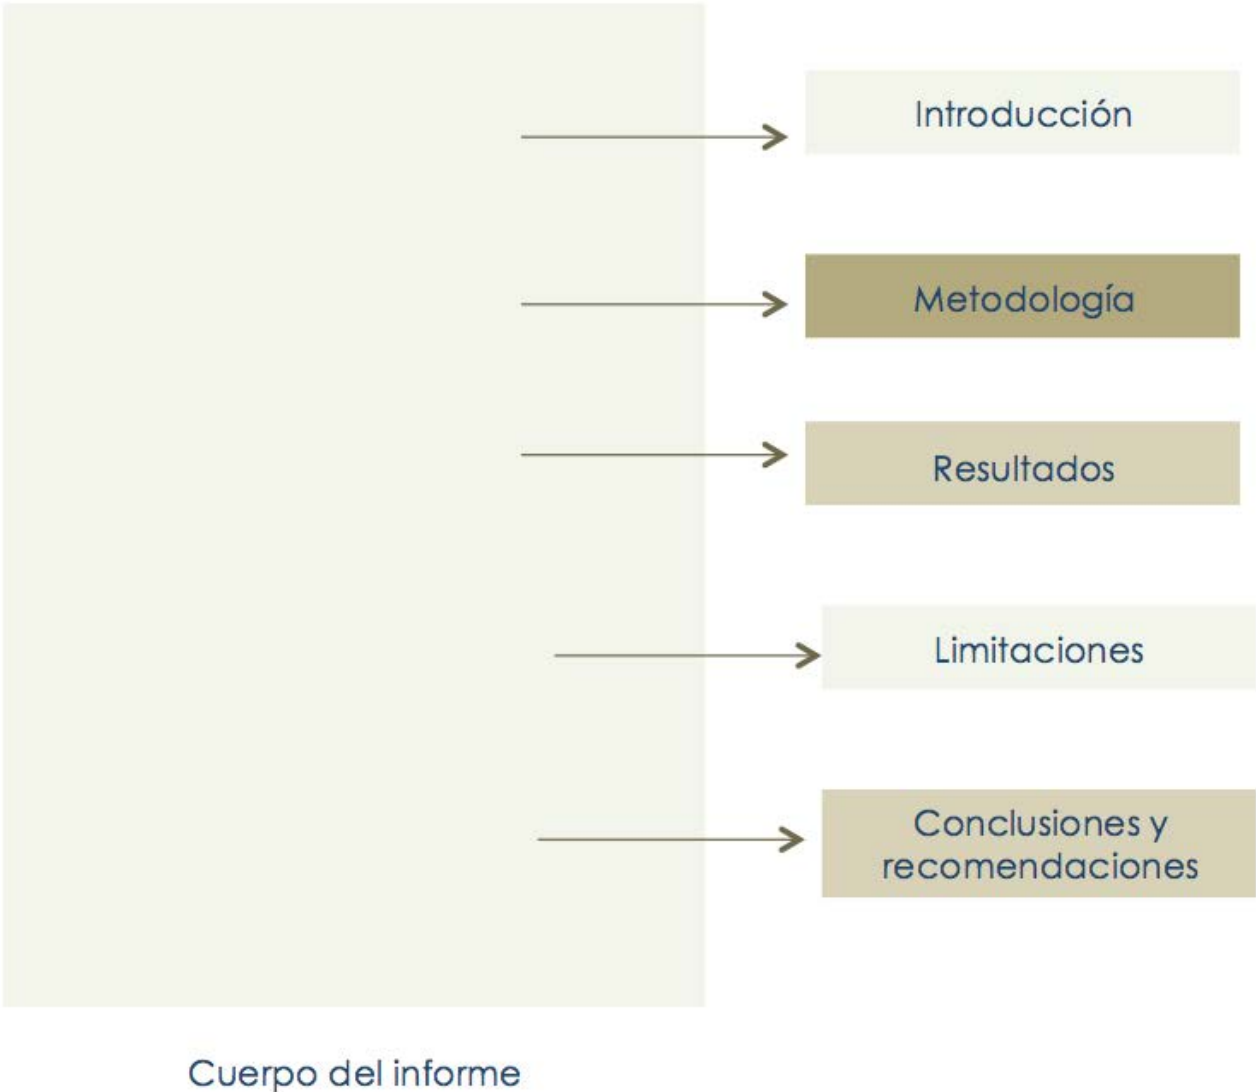 Introducción
Metodología
Resultados
Limitaciones
Conclusiones y
recomendaciones
Cuerpo del informe